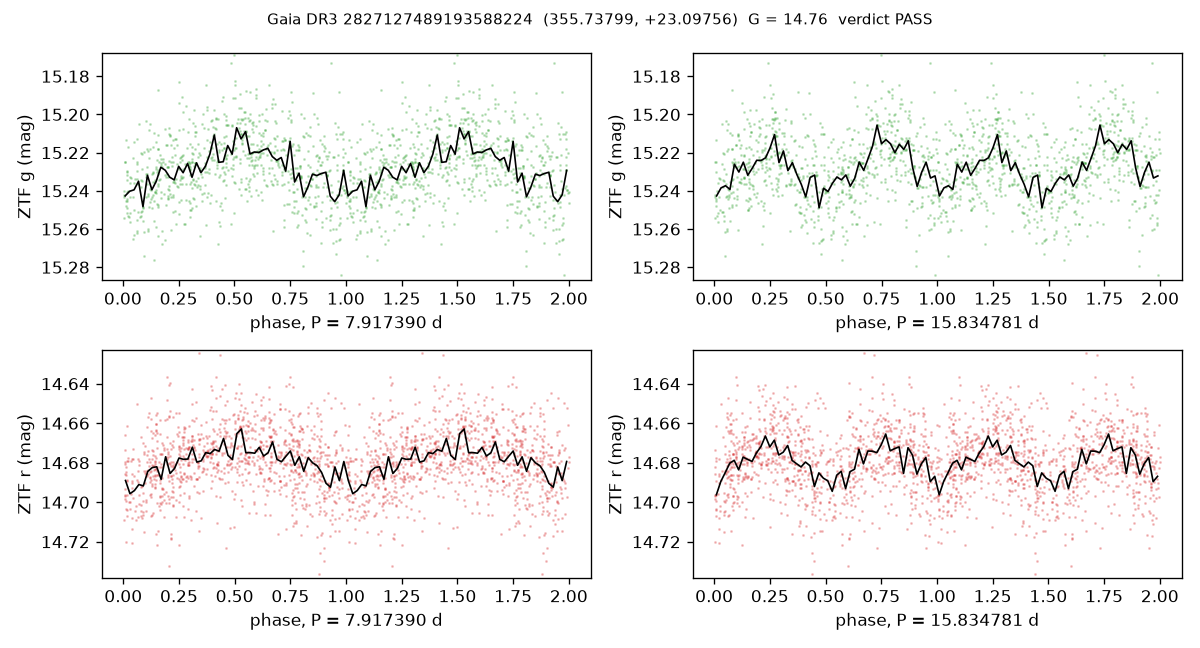 Gaia DR3 2827127489193588224 (355.73799, +23.09756) G = 14.76 verdict PASS
ZTF g (mag)
15.18
15.20
15.22
15.24
15.26
15.28
0.00 0.25 0.50 0.75 1.00 1.25 1.50 1.75 2.00
phase, P = 7.917390 d
ZTF g (mag)
15.18
15.20
15.22
15.24
15.26
15.28
0.00 0.25 0.50 0.75 1.00 1.25 1.50 1.75 2.00
phase, P = 15.834781 d
ZTF r (mag)
14.64
14.66
14.68
14.70
14.72
0.00 0.25 0.50 0.75 1.00 1.25 1.50 1.75 2.00
phase, P = 7.917390 d
ZTF r (mag)
14.64
14.66
14.68
14.70
14.72
0.00 0.25 0.50 0.75 1.00 1.25 1.50 1.75 2.00
phase, P = 15.834781 d